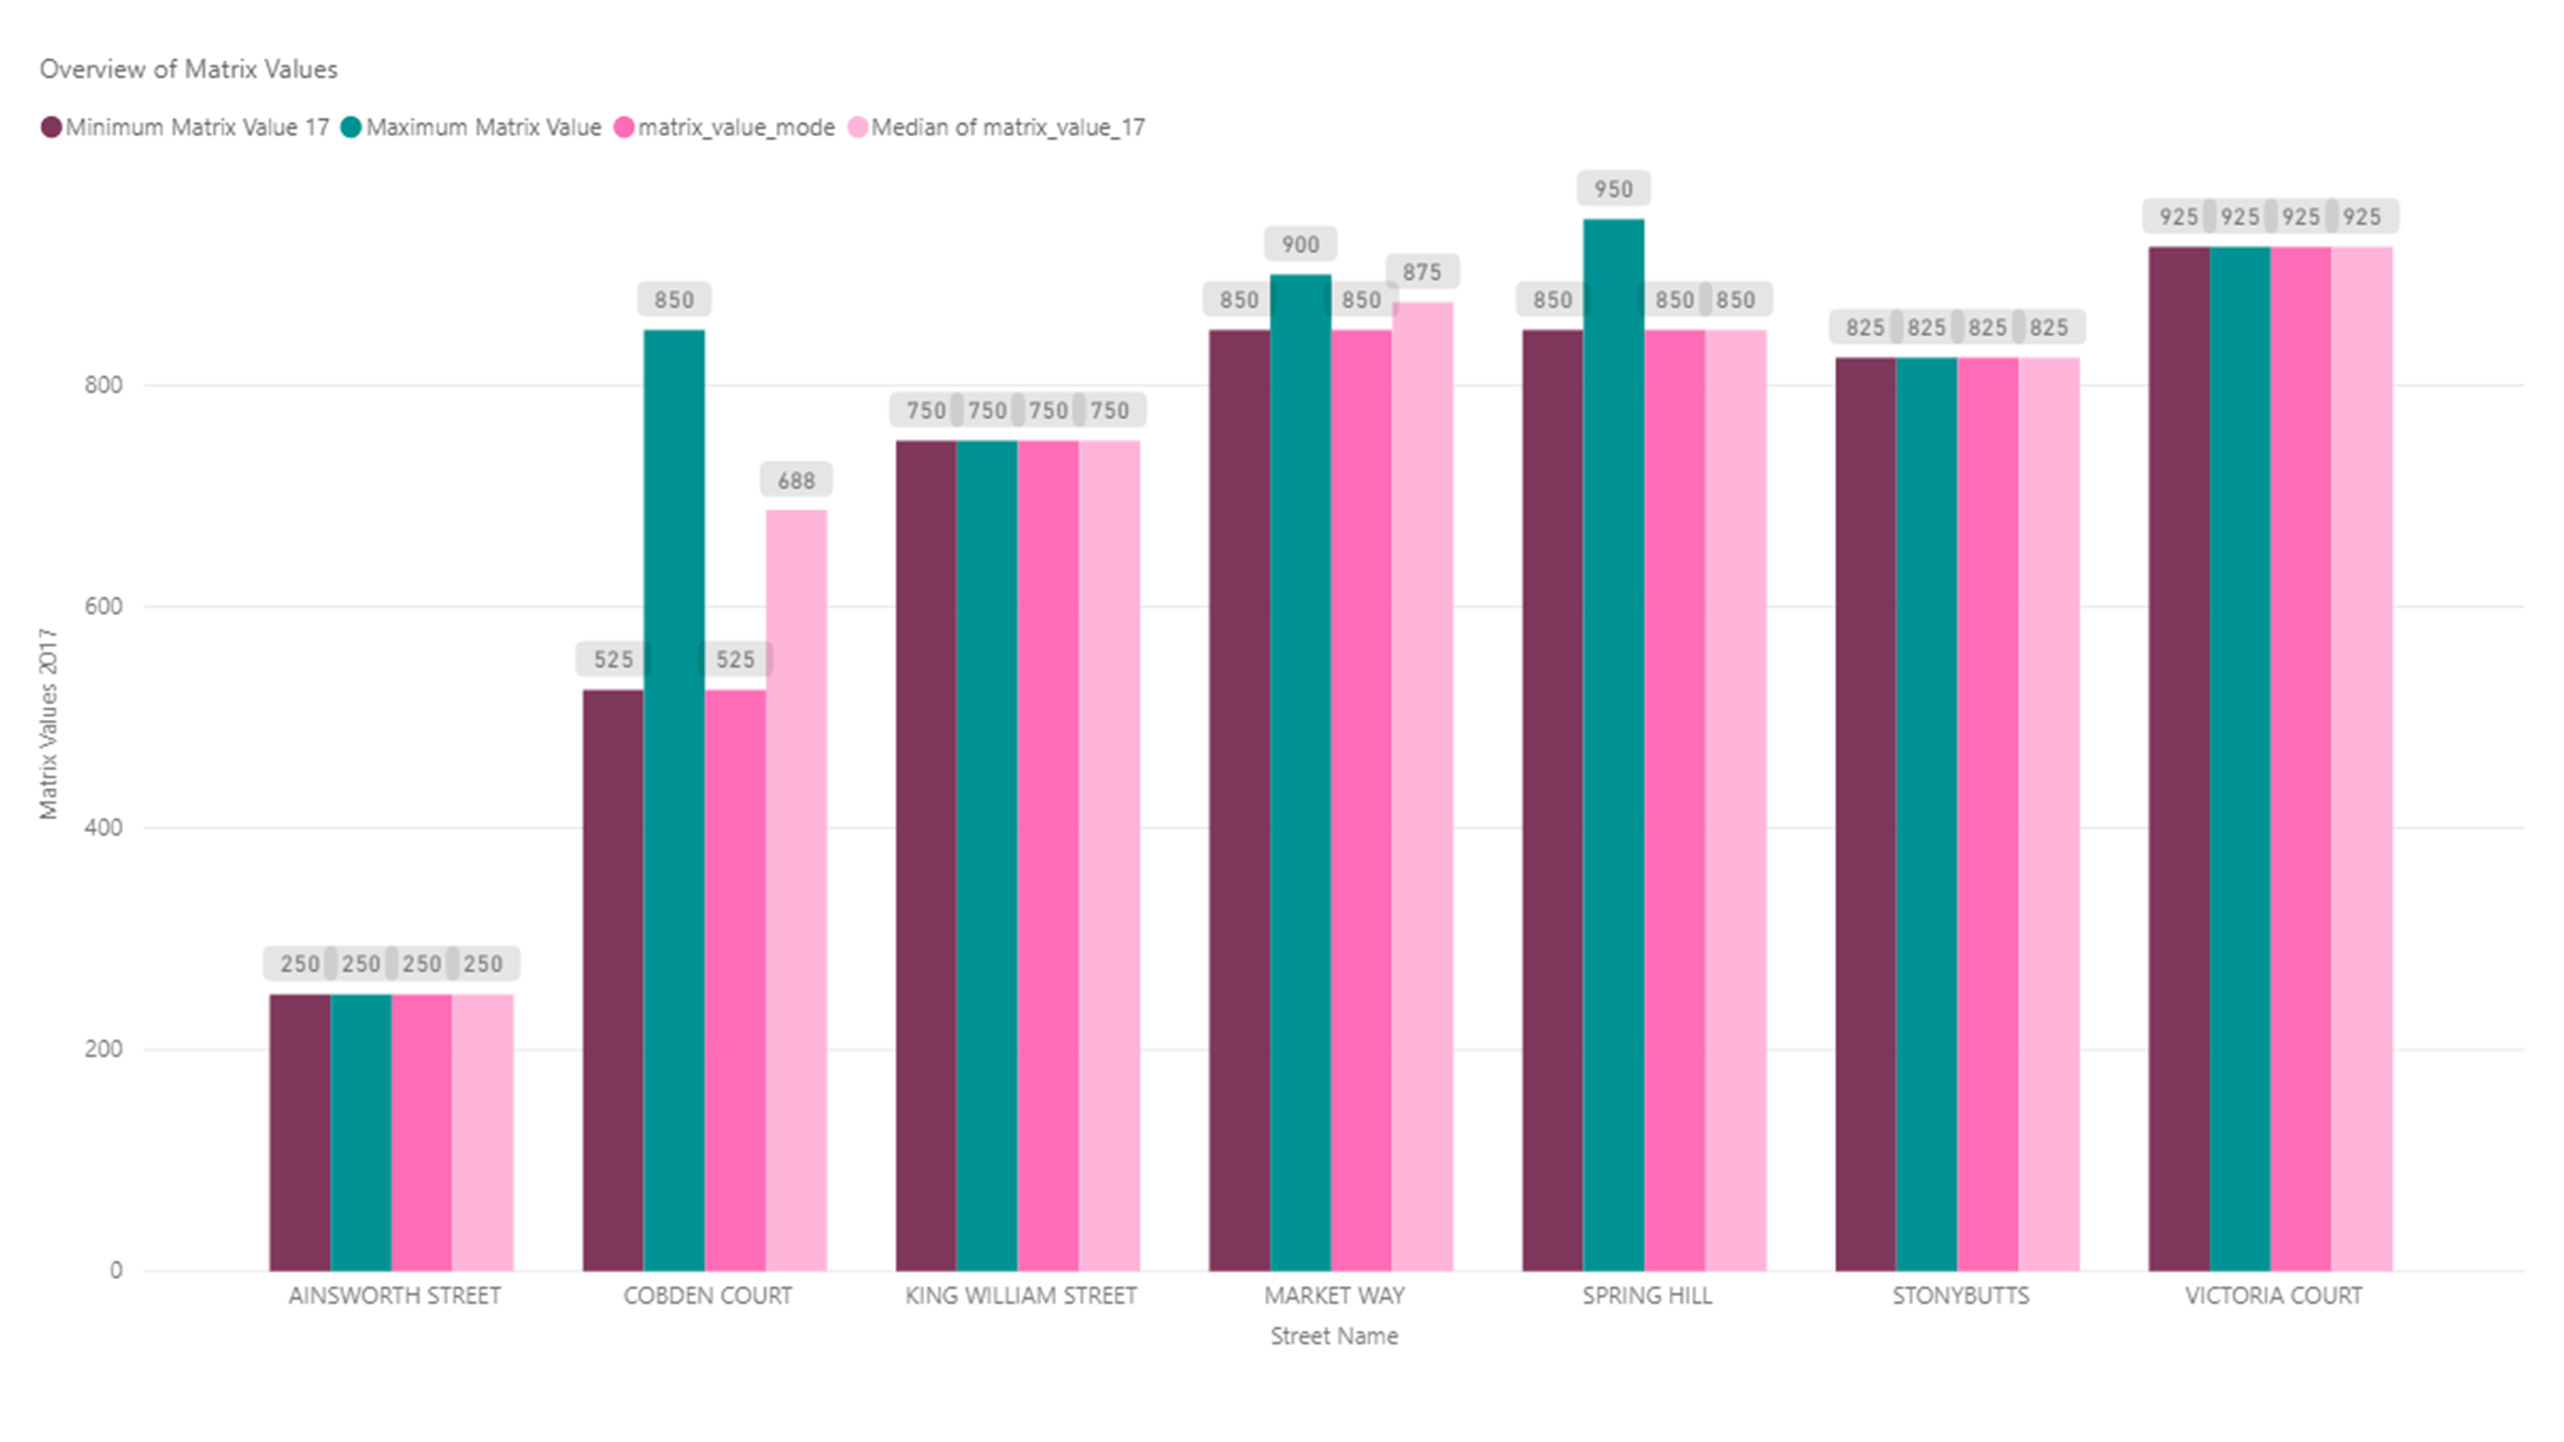 Overview of Matrix Values
Minimum Matrix Value 17 Maximum Matrix Value matrix_value_mode Median of matrix_value_17
950
925 925 925 925
900
875
850 850 850 850 850 850
825 825 825 825
800
750 750 750 750
688
525 525
600
Matrix Values 2017
400
250 250 250 250
200
0
AINSWORTH STREET COBDEN COURT KING WILLIAM STREET MARKET WAY SPRING HILL STONYBUTTS VICTORIA COURT
Street Name